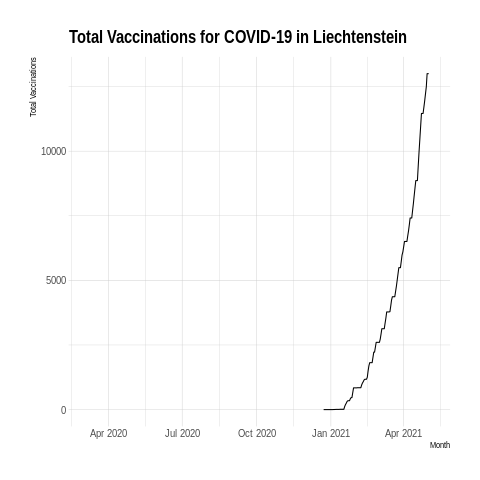 Total Vaccinations for COVID-19 in Liechtenstein
Total Vaccinations
10000
5000
0
Apr 2020 Jul 2020 Oct 2020 Jan 2021 Apr 2021
Month